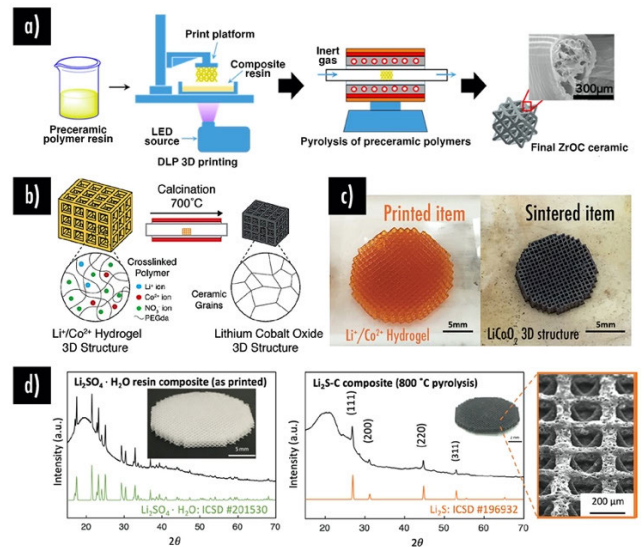 a)
Print platform
Composite resin
Preceramic polymer resin
LED source
DLP 3D printing
Inert gas
Pyrolysis of preceramic polymers
300μm
Final ZrOC ceramic
b)
Calcination
700°C
Crosslinked Polymer
Li⁺ ion
Co²⁺ ion
NO₃⁻ ion
PEGda
Li⁺/Co²⁺ Hydrogel
3D Structure
Ceramic Grains
Lithium Cobalt Oxide
3D Structure
c)
Printed item
Li⁺/Co²⁺ Hydrogel
5mm
Sintered item
LiCoO₂ 3D structure
5mm
d)
Li₂SO₄ · H₂O resin composite (as printed)
Intensity (a.u.)
Li₂SO₄ · H₂O: ICSD #201530
20 30 40 50 60 70
2θ
Li₂S-C composite (800 °C pyrolysis)
Intensity (a.u.)
(111)
(200)
(220)
(311)
Li₂S: ICSD #196932
20 30 40 50 60 70
2θ
200 μm